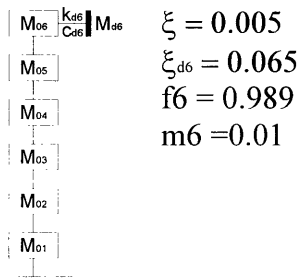 M06 kd6 Cd6 Md6
M05
M04
M03
M02
M01
ξ = 0.005
ξd6 = 0.065
f6 = 0.989
m6 =0.01